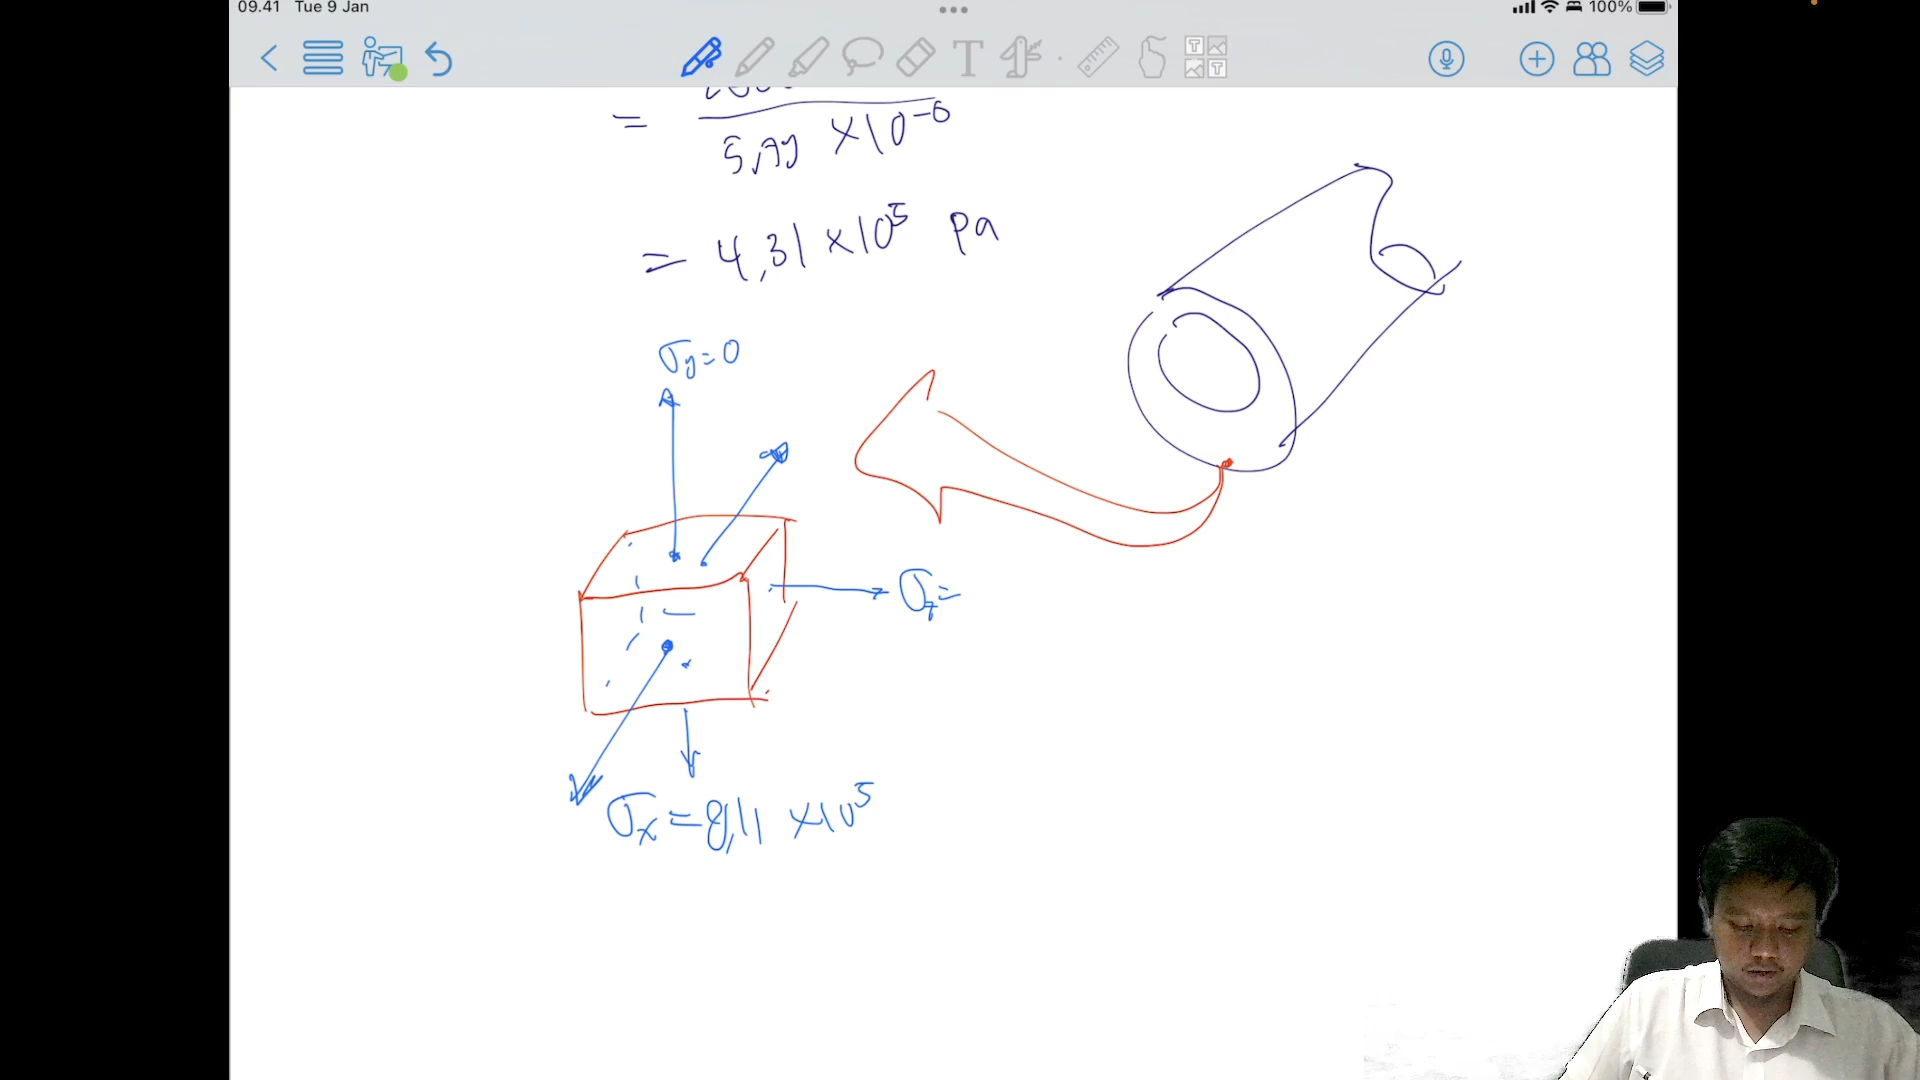 09.41 Tue 9 Jan
100%
T
=
5,79 × 10⁻⁶
= 4,31 × 10⁵ Pa
σy = 0
σz =
σx = 8,11 × 10⁵